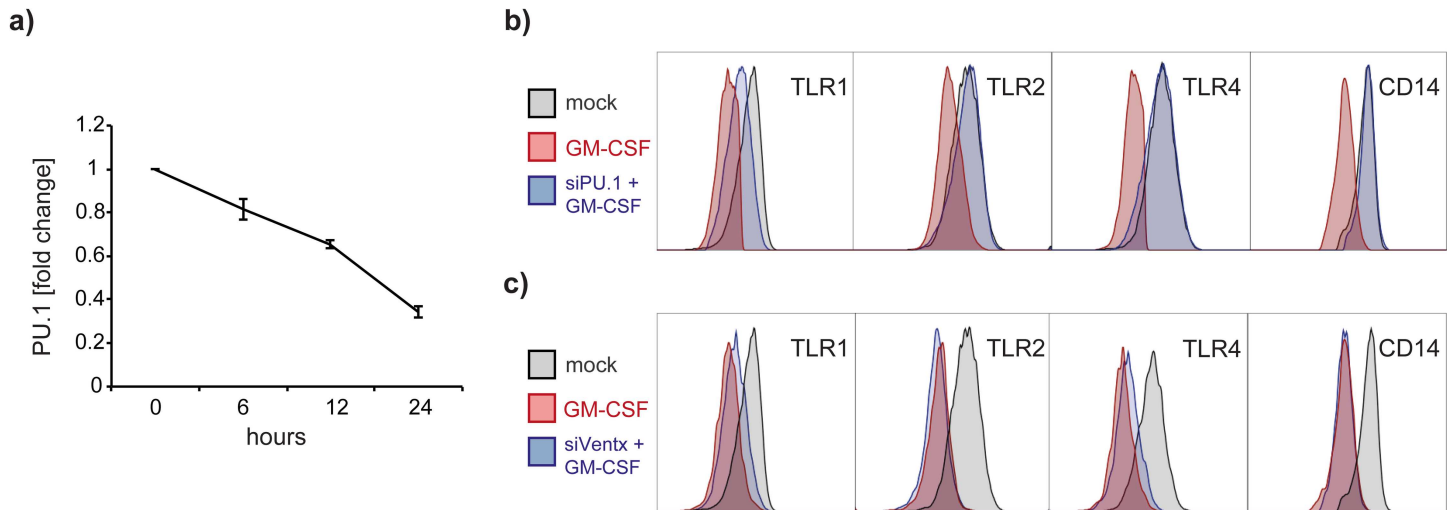 a)
1.2
1
0.8
0.6
0.4
0.2
0
PU.1 [fold change]
0 6 12 24
hours
b)
mock
GM-CSF
siPU.1 +
GM-CSF
TLR1 TLR2 TLR4 CD14
c)
mock
GM-CSF
siVentx +
GM-CSF
TLR1 TLR2 TLR4 CD14